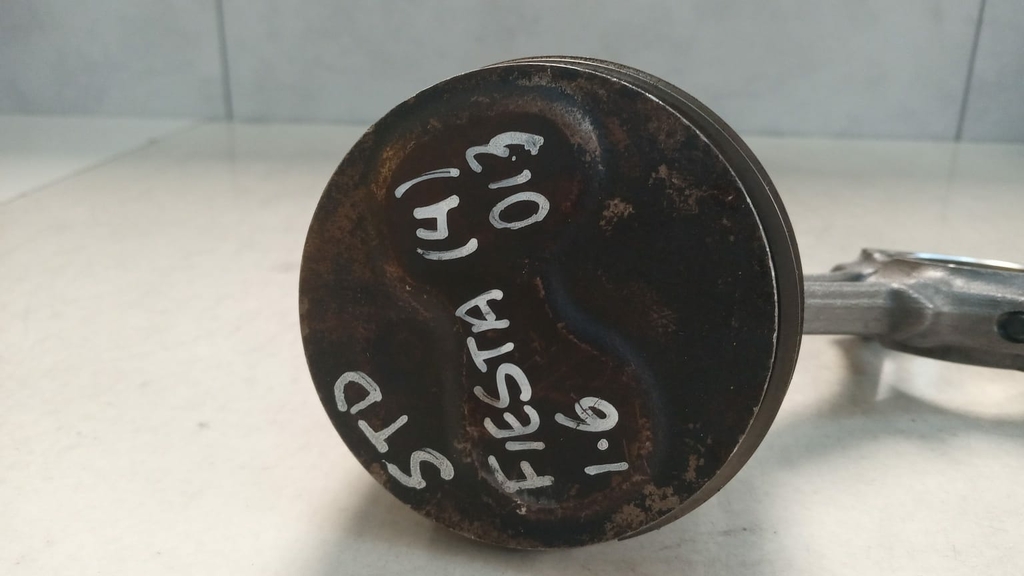 STD
FIESTA (4)
1.6 013